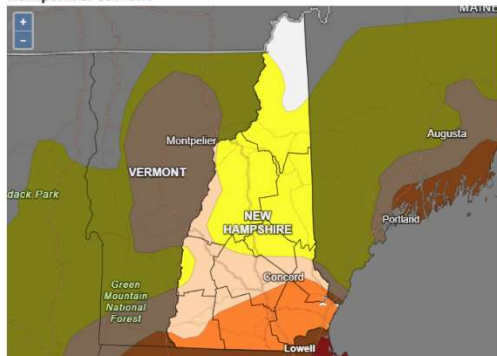 +
−
MAINE
Montpelier
Augusta
VERMONT
dack Park
Portland
NEW
HAMPSHIRE
Concord
Green
Mountain
National
Forest
Lowell